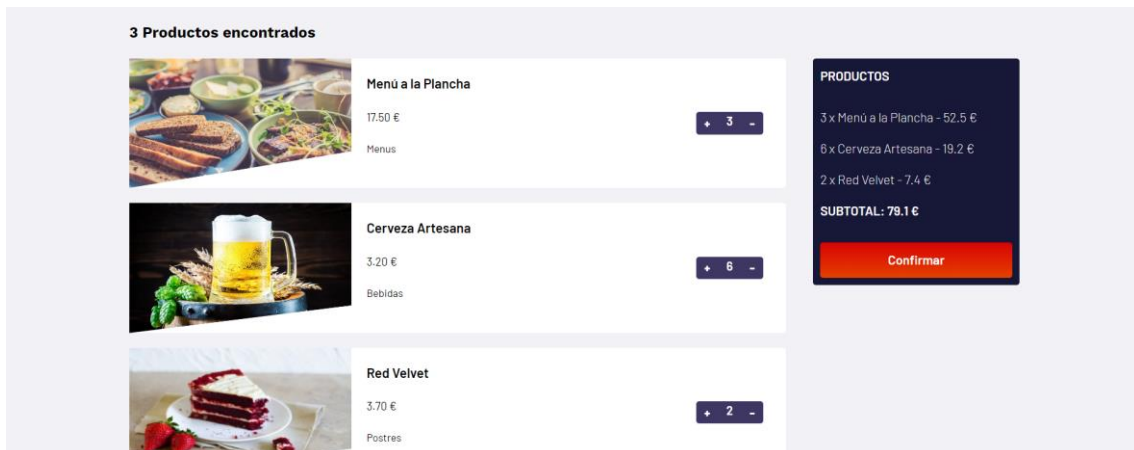 3 Productos encontrados
Menú a la Plancha
17.50 €
+ 3 -
Menus
Cerveza Artesana
3.20 €
+ 6 -
Bebidas
Red Velvet
3.70 €
+ 2 -
Postres
PRODUCTOS
3 x Menú a la Plancha - 52.5 €
6 x Cerveza Artesana - 19.2 €
2 x Red Velvet - 7.4 €
SUBTOTAL: 79.1 €
Confirmar